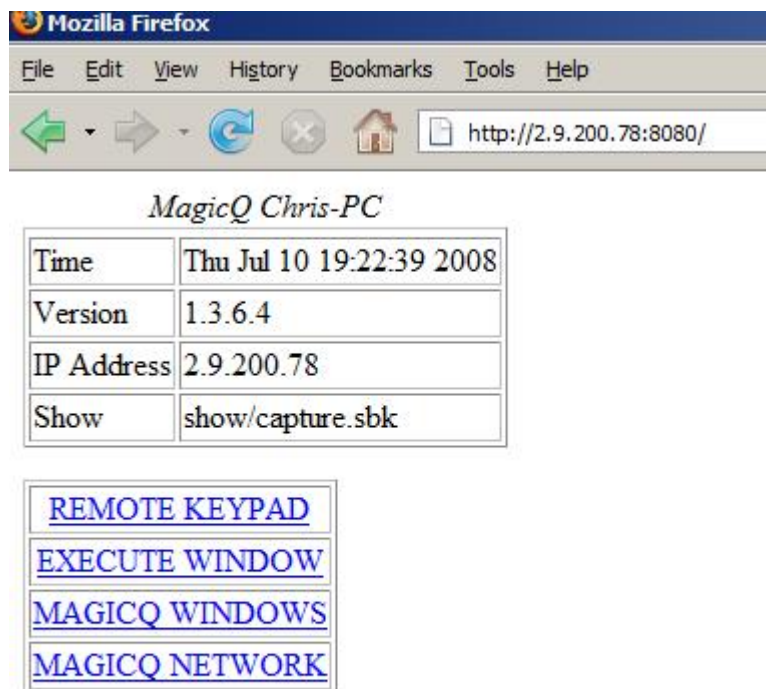 Mozilla Firefox
File Edit View History Bookmarks Tools Help
http://2.9.200.78:8080/
MagicQ Chris-PC
Time Thu Jul 10 19:22:39 2008
Version 1.3.6.4
IP Address 2.9.200.78
Show show/capture.sbk
REMOTE KEYPAD
EXECUTE WINDOW
MAGICQ WINDOWS
MAGICQ NETWORK